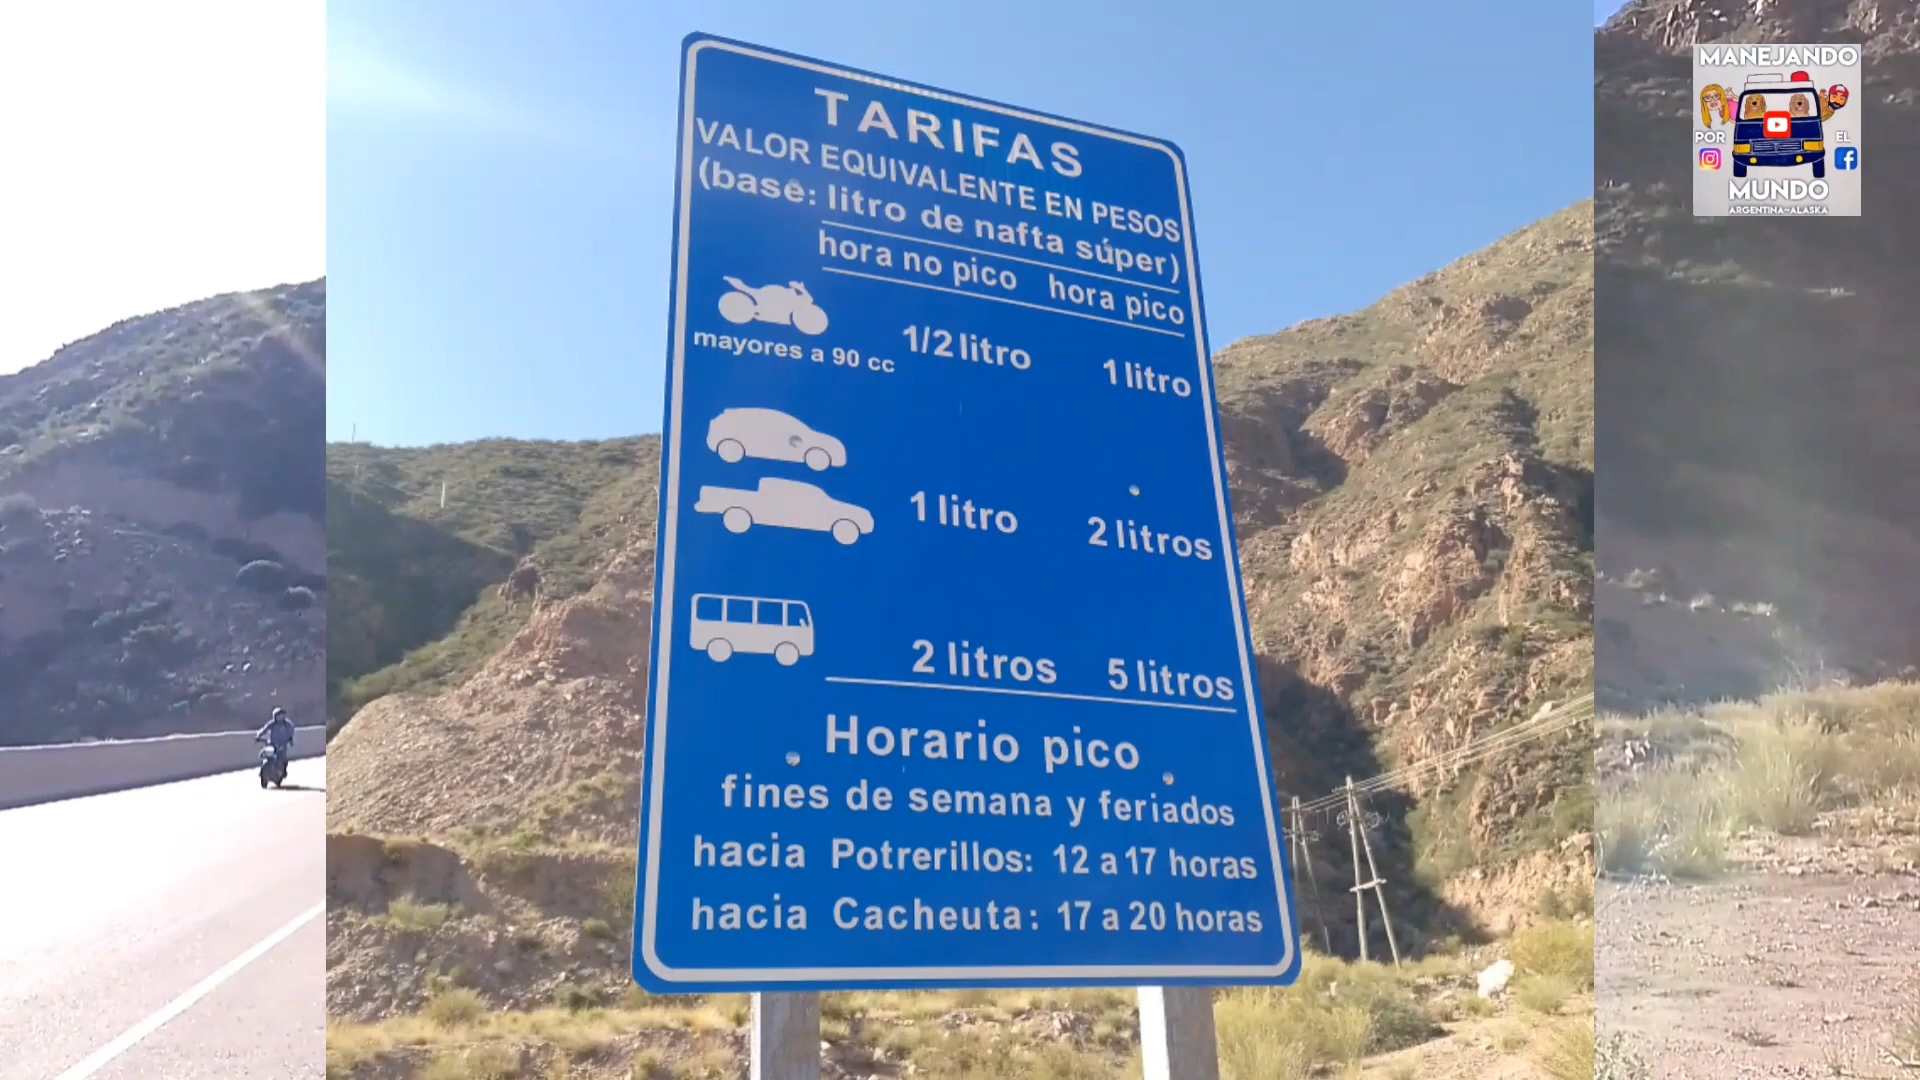 TARIFAS
VALOR EQUIVALENTE EN PESOS
(base: litro de nafta súper)
hora no pico hora pico
mayores a 90 cc 1/2 litro 1 litro
1 litro 2 litros
2 litros 5 litros
Horario pico
fines de semana y feriados
hacia Potrerillos: 12 a 17 horas
hacia Cacheuta: 17 a 20 horas
MANEJANDO
POR EL
MUNDO
ARGENTINA-ALASKA